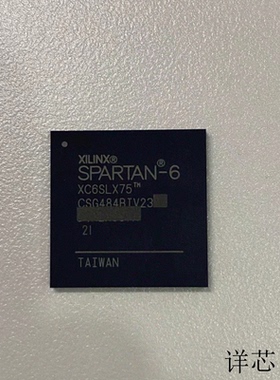 XILINX®
SPARTAN®-6
XC6SLX75™
CSG484BIV23
2I
TAIWAN
详芯